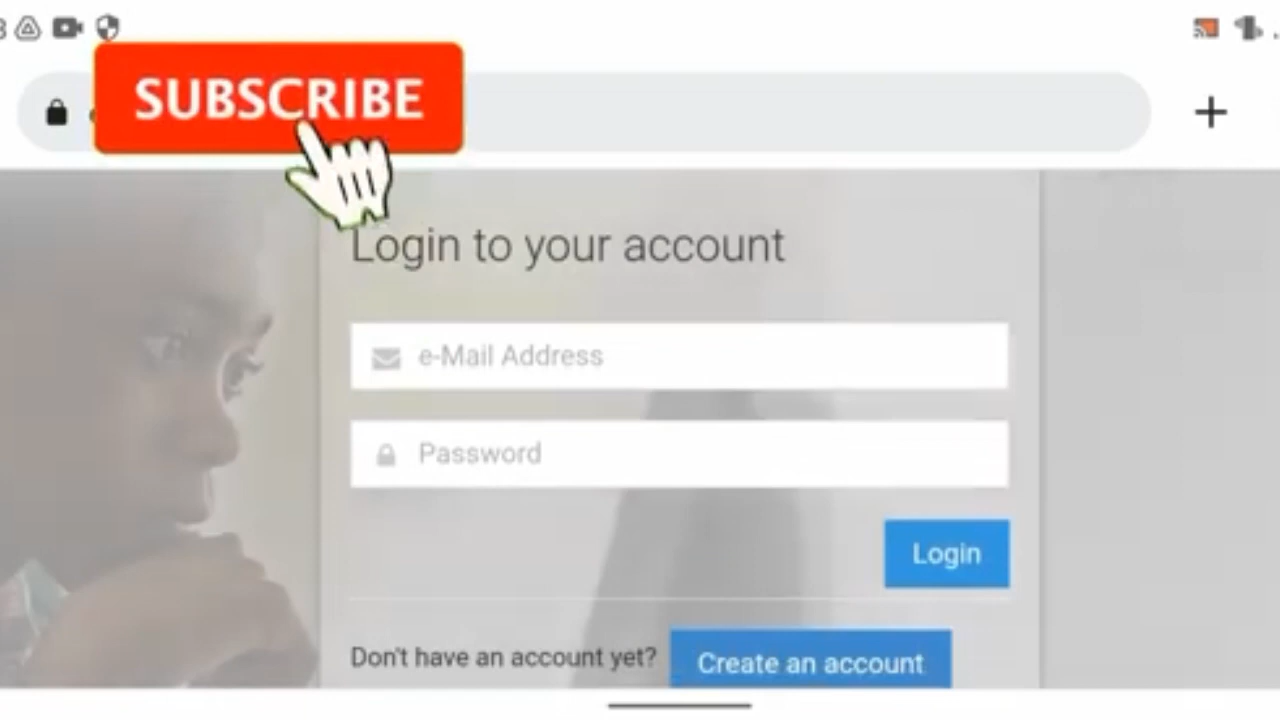 SUBSCRIBE
Login to your account
e-Mail Address
Password
Login
Don't have an account yet?
Create an account